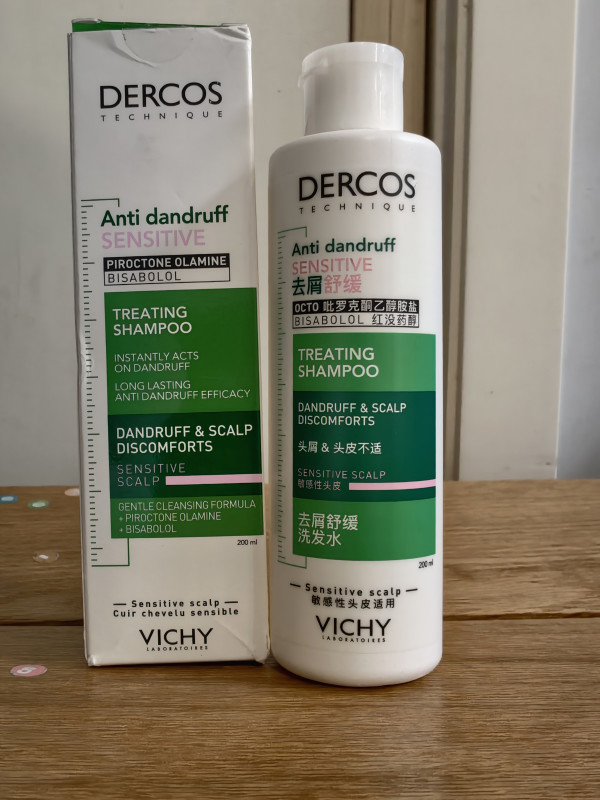 DERCOS
TECHNIQUE
Anti dandruff
SENSITIVE
PIROCTONE OLAMINE
BISABOLOL
TREATING
SHAMPOO
INSTANTLY ACTS
ON DANDRUFF
LONG LASTING
ANTI DANDRUFF EFFICACY
DANDRUFF & SCALP
DISCOMFORTS
SENSITIVE
SCALP
GENTLE CLEANSING FORMULA
+ PIROCTONE OLAMINE
+ BISABOLOL
200 ml
— Sensitive scalp —
Cuir chevelu sensible
VICHY
LABORATOIRES
DERCOS
TECHNIQUE
Anti dandruff
SENSITIVE
去屑舒缓
OCTO 吡罗克酮乙醇胺盐
BISABOLOL 红没药醇
TREATING
SHAMPOO
DANDRUFF & SCALP
DISCOMFORTS
头屑 & 头皮不适
SENSITIVE SCALP
敏感性头皮
去屑舒缓
洗发水
200 ml
— Sensitive scalp —
敏感性头皮适用
VICHY
LABORATOIRES